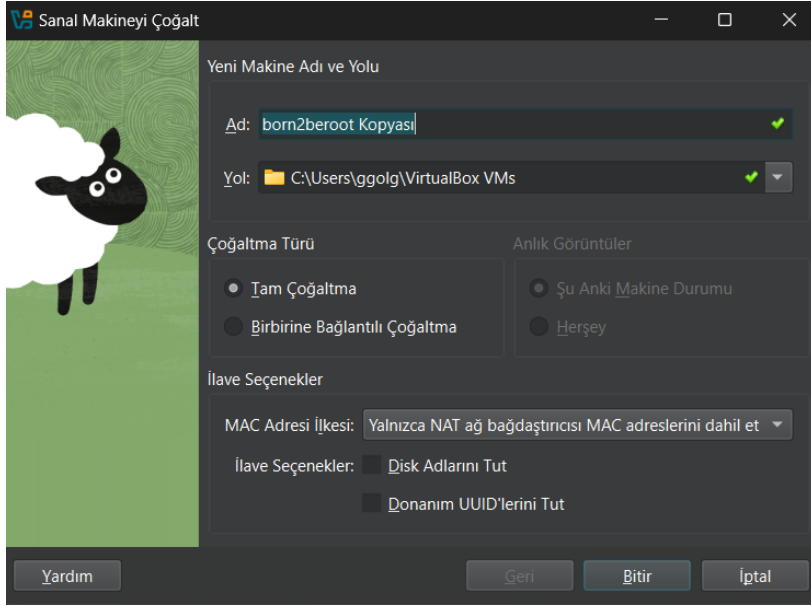 Sanal Makineyi Çoğalt
Yeni Makine Adı ve Yolu
Ad: born2beroot Kopyası
Yol: C:\Users\ggolg\VirtualBox VMs
Çoğaltma Türü
Tam Çoğaltma
Birbirine Bağlantılı Çoğaltma
Anlık Görüntüler
Şu Anki Makine Durumu
Herşey
İlave Seçenekler
MAC Adresi İlkesi: Yalnızca NAT ağ bağdaştırıcısı MAC adreslerini dahil et
İlave Seçenekler: Disk Adlarını Tut
Donanım UUID'lerini Tut
Yardım
Geri
Bitir
İptal